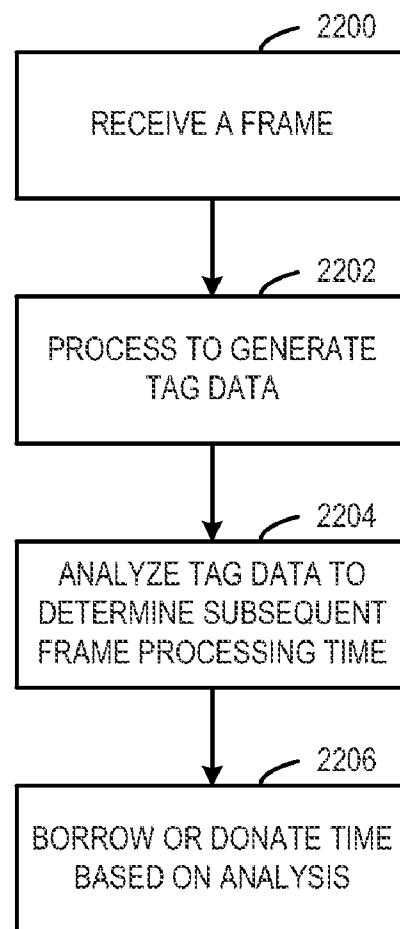 2200
RECEIVE A FRAME
2202
PROCESS TO GENERATE
TAG DATA
2204
ANALYZE TAG DATA TO
DETERMINE SUBSEQUENT
FRAME PROCESSING TIME
2206
BORROW OR DONATE TIME
BASED ON ANALYSIS